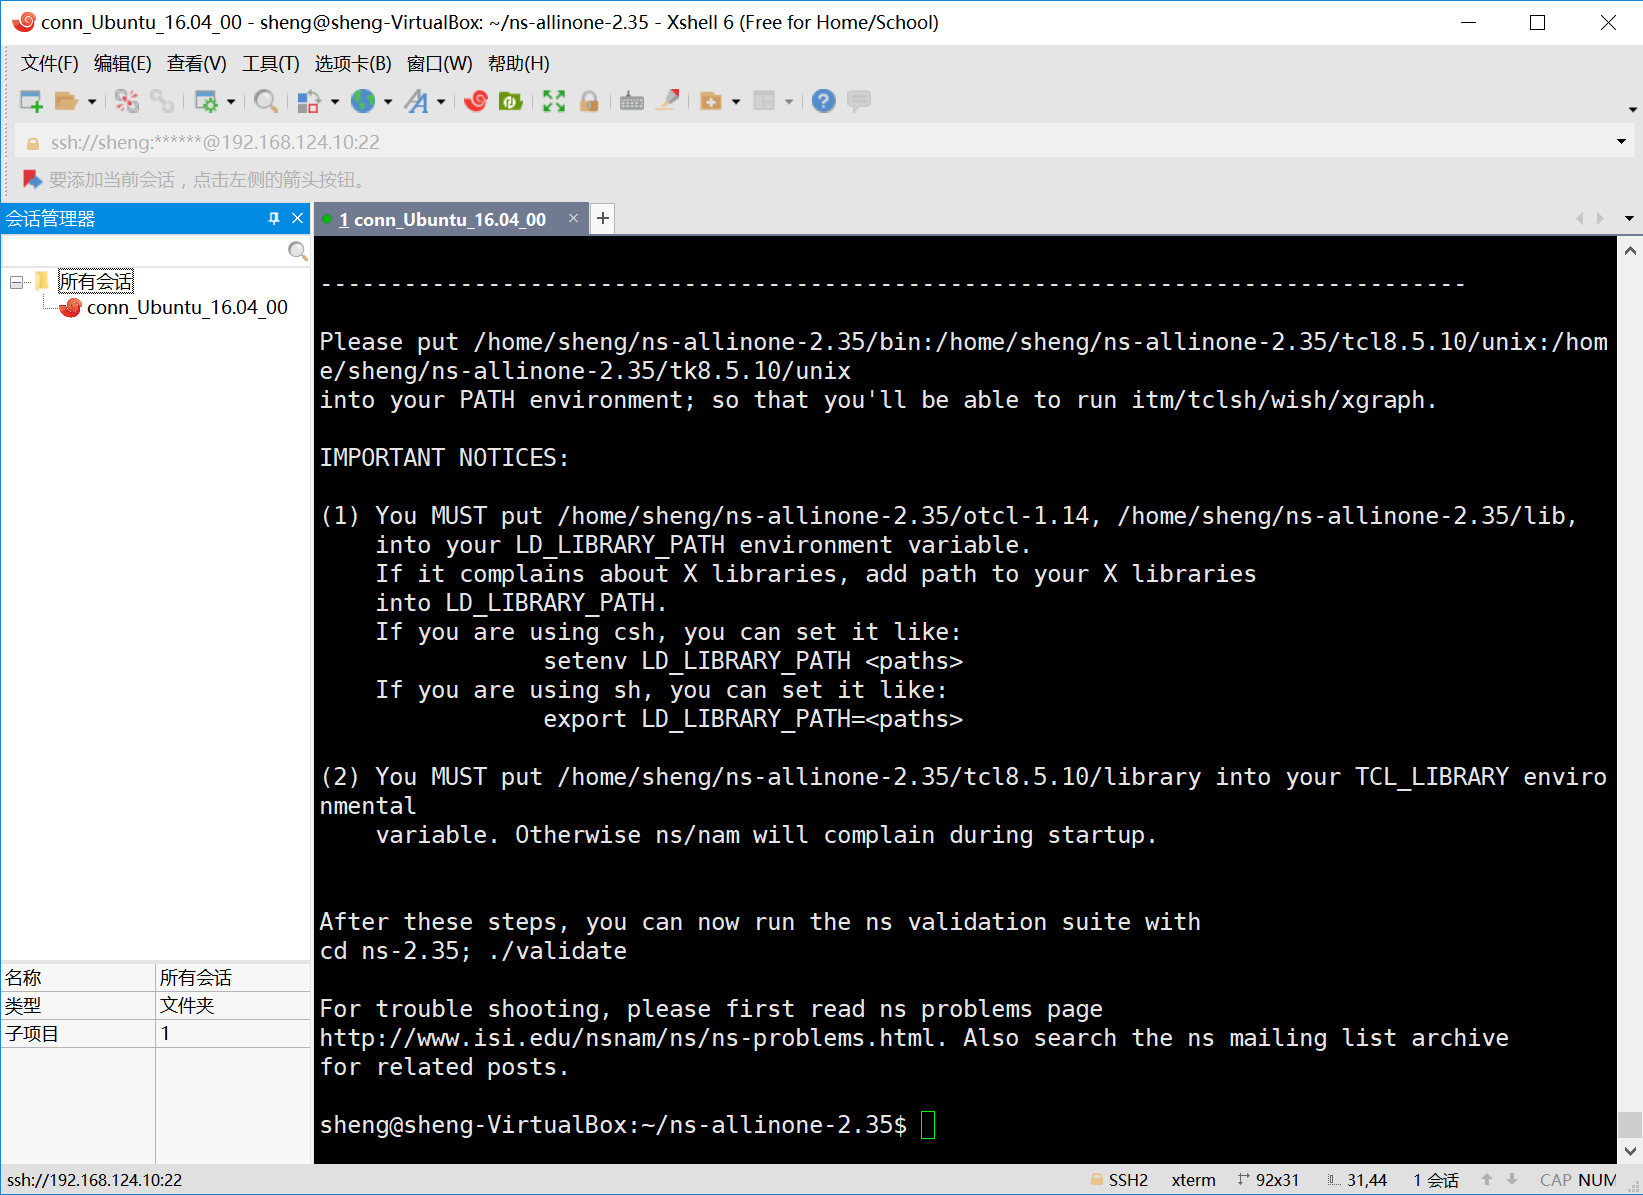 conn_Ubuntu_16.04_00 - sheng@sheng-VirtualBox: ~/ns-allinone-2.35 - Xshell 6 (Free for Home/School)
文件(F) 编辑(E) 查看(V) 工具(T) 选项卡(B) 窗口(W) 帮助(H)
ssh://sheng:******@192.168.124.10:22
要添加当前会话，点击左侧的箭头按钮。
会话管理器
所有会话
conn_Ubuntu_16.04_00
名称 所有会话
类型 文件夹
子项目 1
1 conn_Ubuntu_16.04_00
----------------------------------------------------------------------------------
Please put /home/sheng/ns-allinone-2.35/bin:/home/sheng/ns-allinone-2.35/tcl8.5.10/unix:/hom
e/sheng/ns-allinone-2.35/tk8.5.10/unix
into your PATH environment; so that you'll be able to run itm/tclsh/wish/xgraph.
IMPORTANT NOTICES:
(1) You MUST put /home/sheng/ns-allinone-2.35/otcl-1.14, /home/sheng/ns-allinone-2.35/lib,
into your LD_LIBRARY_PATH environment variable.
If it complains about X libraries, add path to your X libraries
into LD_LIBRARY_PATH.
If you are using csh, you can set it like:
setenv LD_LIBRARY_PATH <paths>
If you are using sh, you can set it like:
export LD_LIBRARY_PATH=<paths>
(2) You MUST put /home/sheng/ns-allinone-2.35/tcl8.5.10/library into your TCL_LIBRARY enviro
nmental
variable. Otherwise ns/nam will complain during startup.
After these steps, you can now run the ns validation suite with
cd ns-2.35; ./validate
For trouble shooting, please first read ns problems page
http://www.isi.edu/nsnam/ns/ns-problems.html. Also search the ns mailing list archive
for related posts.
sheng@sheng-VirtualBox:~/ns-allinone-2.35$
ssh://192.168.124.10:22 SSH2 xterm 92x31 31,44 1 会话 CAP NUM